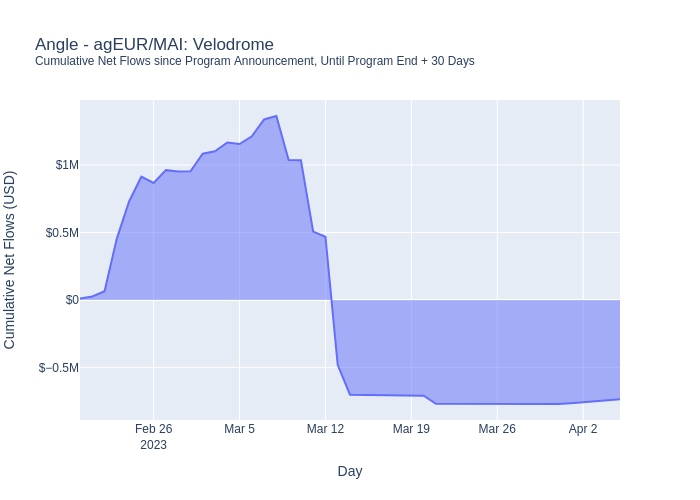 Angle - agEUR/MAI: Velodrome
Cumulative Net Flows since Program Announcement, Until Program End + 30 Days
Cumulative Net Flows (USD)
$1M
$0.5M
$0
$−0.5M
Feb 26
2023
Mar 5
Mar 12
Mar 19
Mar 26
Apr 2
Day